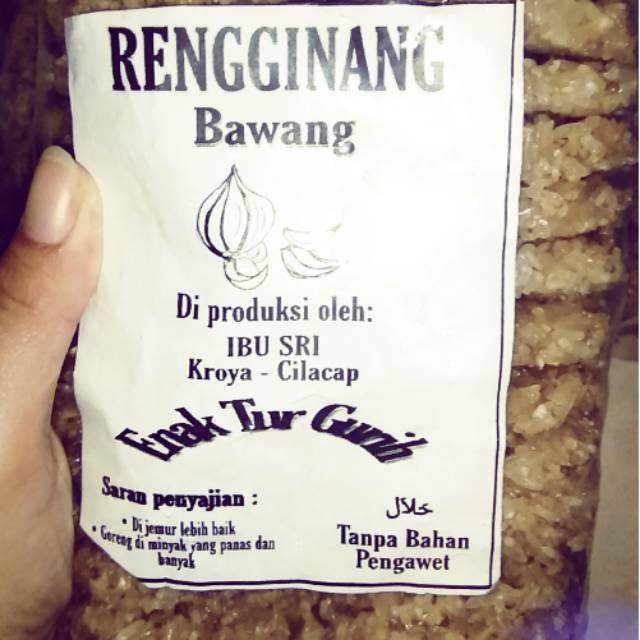 RENGGINANG
Bawang
Di produksi oleh:
IBU SRI
Kroya - Cilacap
Enak Tur Gurih
Saran penyajian :
• Di jemur lebih baik
• Goreng di minyak yang panas dan
banyak
حلال
Tanpa Bahan
Pengawet